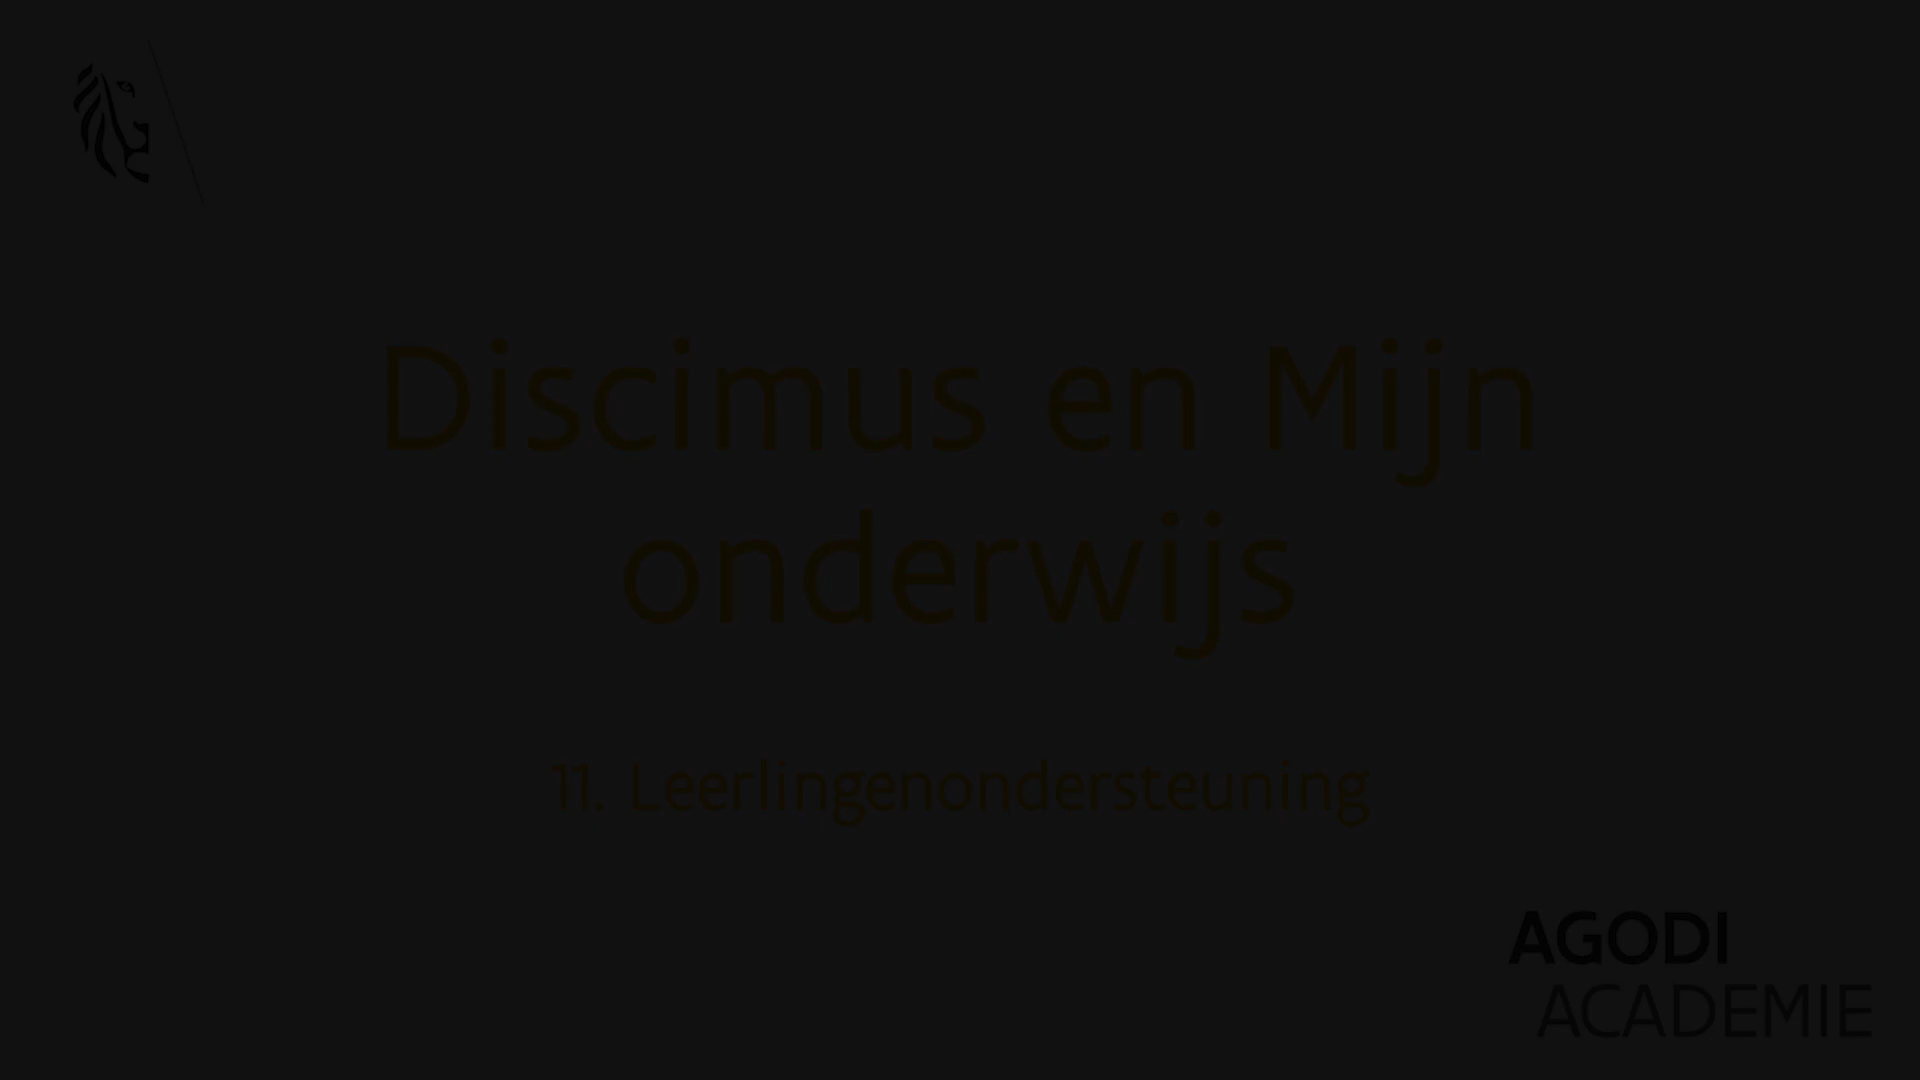 Discimus en Mijn
onderwijs
11. Leerlingenondersteuning
AGODI
ACADEMIE